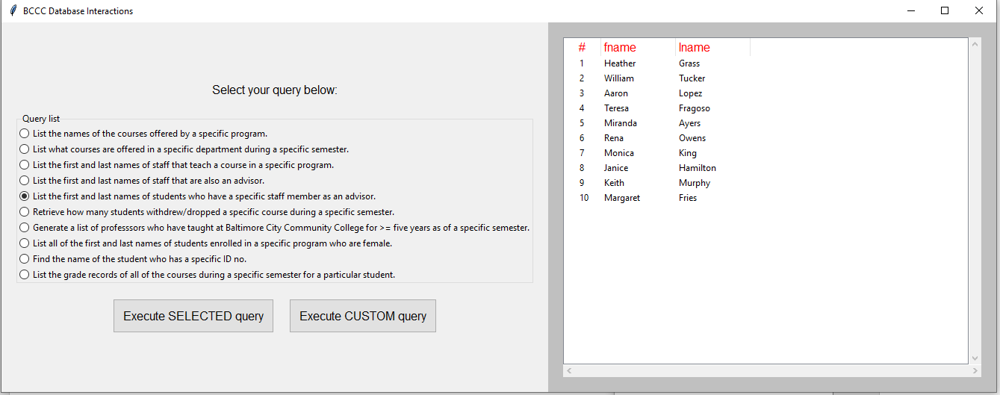 BCCC Database Interactions
Select your query below:
Query list
List the names of the courses offered by a specific program.
List what courses are offered in a specific department during a specific semester.
List the first and last names of staff that teach a course in a specific program.
List the first and last names of staff that are also an advisor.
List the first and last names of students who have a specific staff member as an advisor.
Retrieve how many students withdrew/dropped a specific course during a specific semester.
Generate a list of professsors who have taught at Baltimore City Community College for >= five years as of a specific semester.
List all of the first and last names of students enrolled in a specific program who are female.
Find the name of the student who has a specific ID no.
List the grade records of all of the courses during a specific semester for a particular student.
Execute SELECTED query
Execute CUSTOM query
# fname lname
1 Heather Grass
2 William Tucker
3 Aaron Lopez
4 Teresa Fragoso
5 Miranda Ayers
6 Rena Owens
7 Monica King
8 Janice Hamilton
9 Keith Murphy
10 Margaret Fries